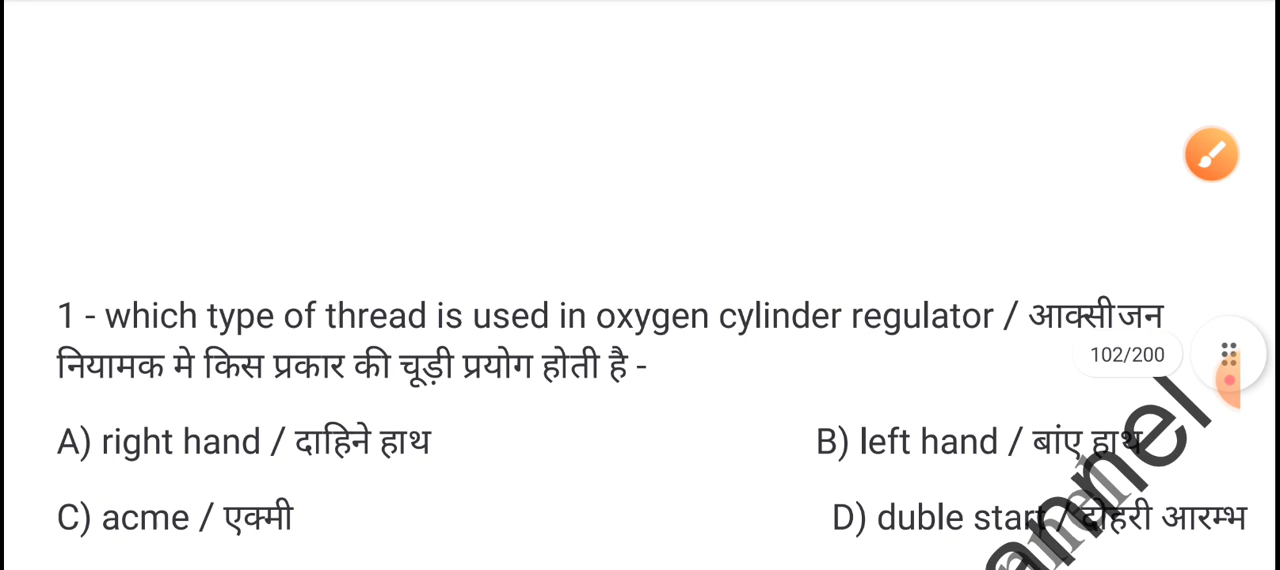 1 - which type of thread is used in oxygen cylinder regulator / आक्सीजन
नियामक मे किस प्रकार की चूड़ी प्रयोग होती है -
102/200
A) right hand / दाहिने हाथ
B) left hand / बांए हाथ
C) acme / एक्मी
D) duble start / दोहरी आरम्भ